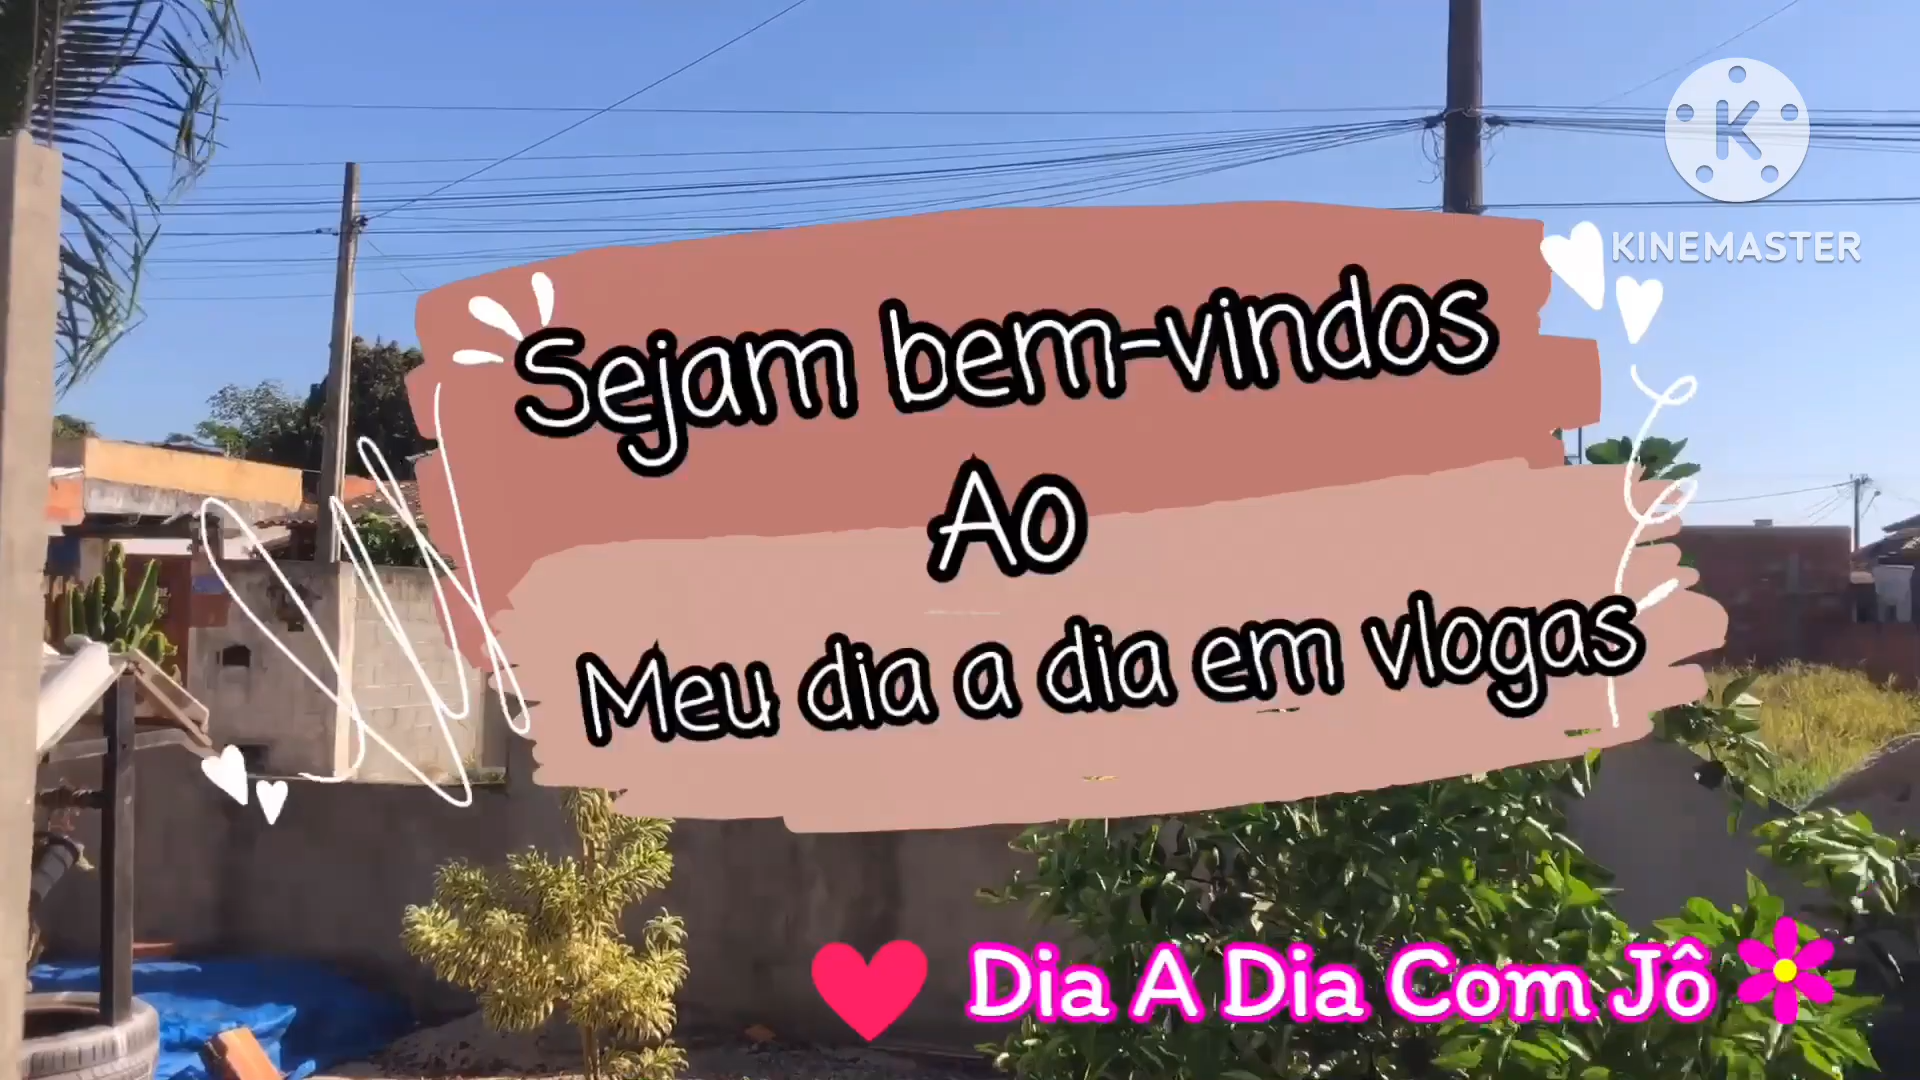 K
KINEMASTER
Sejam bem-vindos
Ao
Meu dia a dia em vlogas
Dia A Dia Com Jô